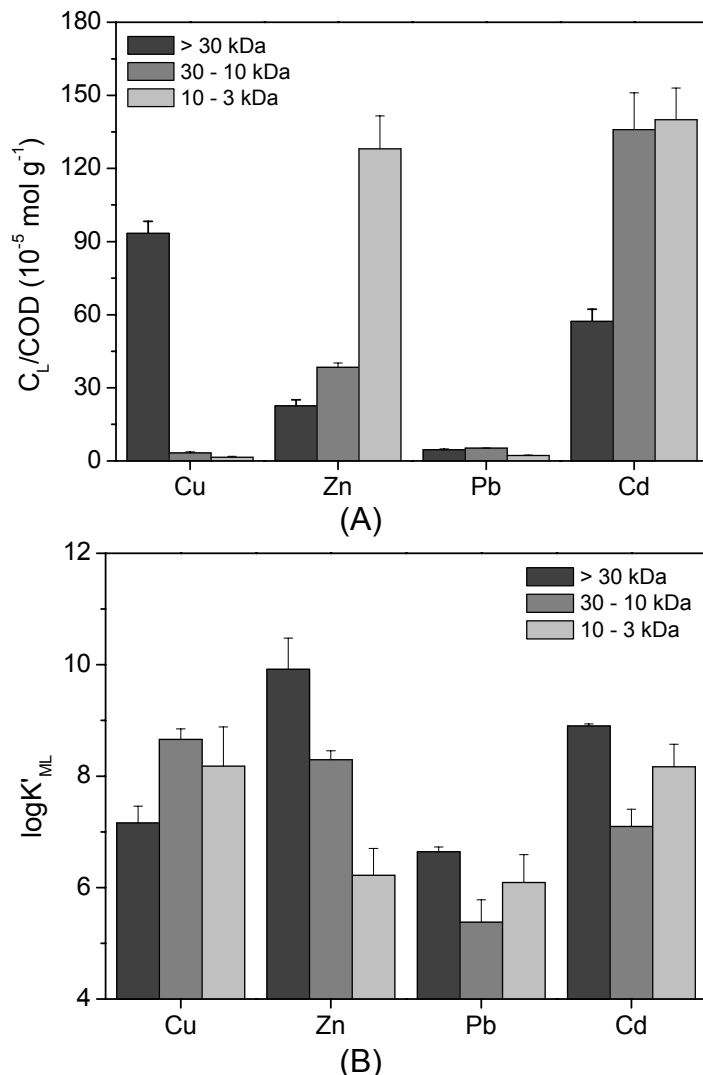 180
150
120
90
60
30
0
C_L/COD (10^-5 mol g^-1)
> 30 kDa
30 - 10 kDa
10 - 3 kDa
Cu Zn Pb Cd
(A)
12
10
8
6
4
logK'_ML
> 30 kDa
30 - 10 kDa
10 - 3 kDa
Cu Zn Pb Cd
(B)